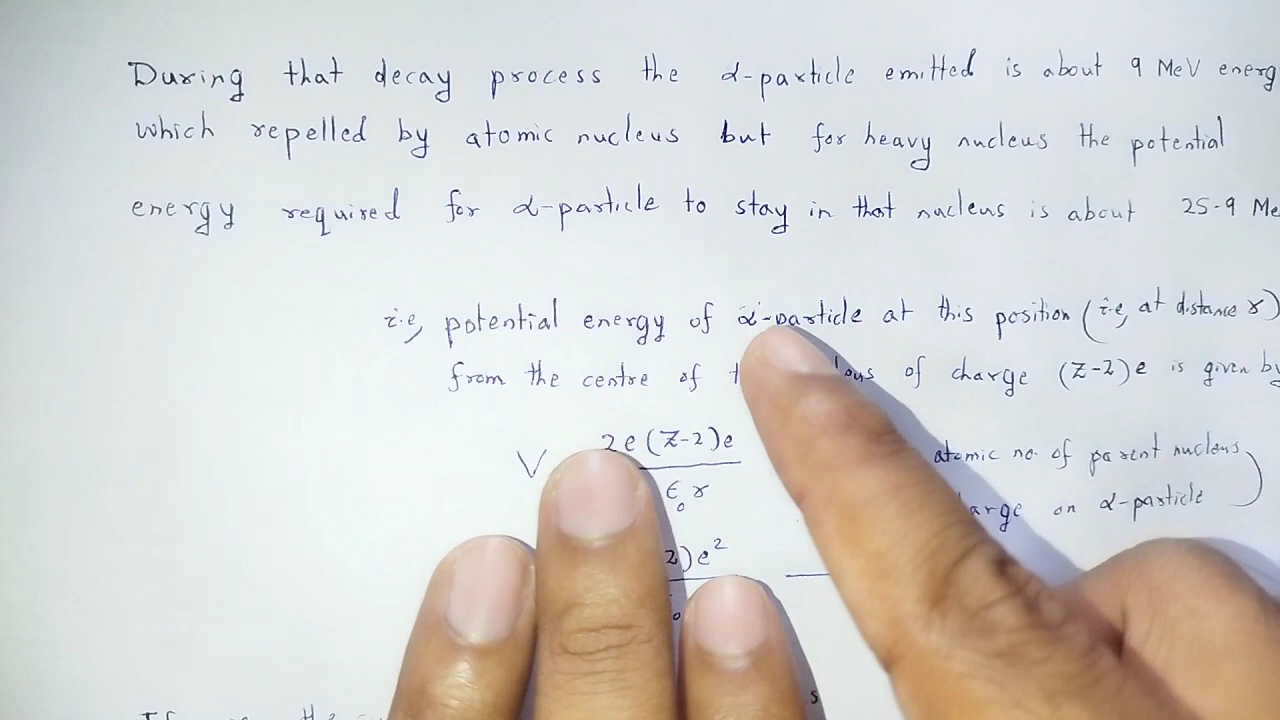 During that decay process the α-particle emitted is about 9 MeV energ
which repelled by atomic nucleus but for heavy nucleus the potential
energy required for α-particle to stay in that nucleus is about 25-9 Me
i.e, potential energy of α-particle at this position (i.e, at distance r)
from the centre of of charge (Z-2)e is given by
V 2e(Z-2)e atomic no. of parent nucleus
ϵ₀ r on α-particle)
2)e²